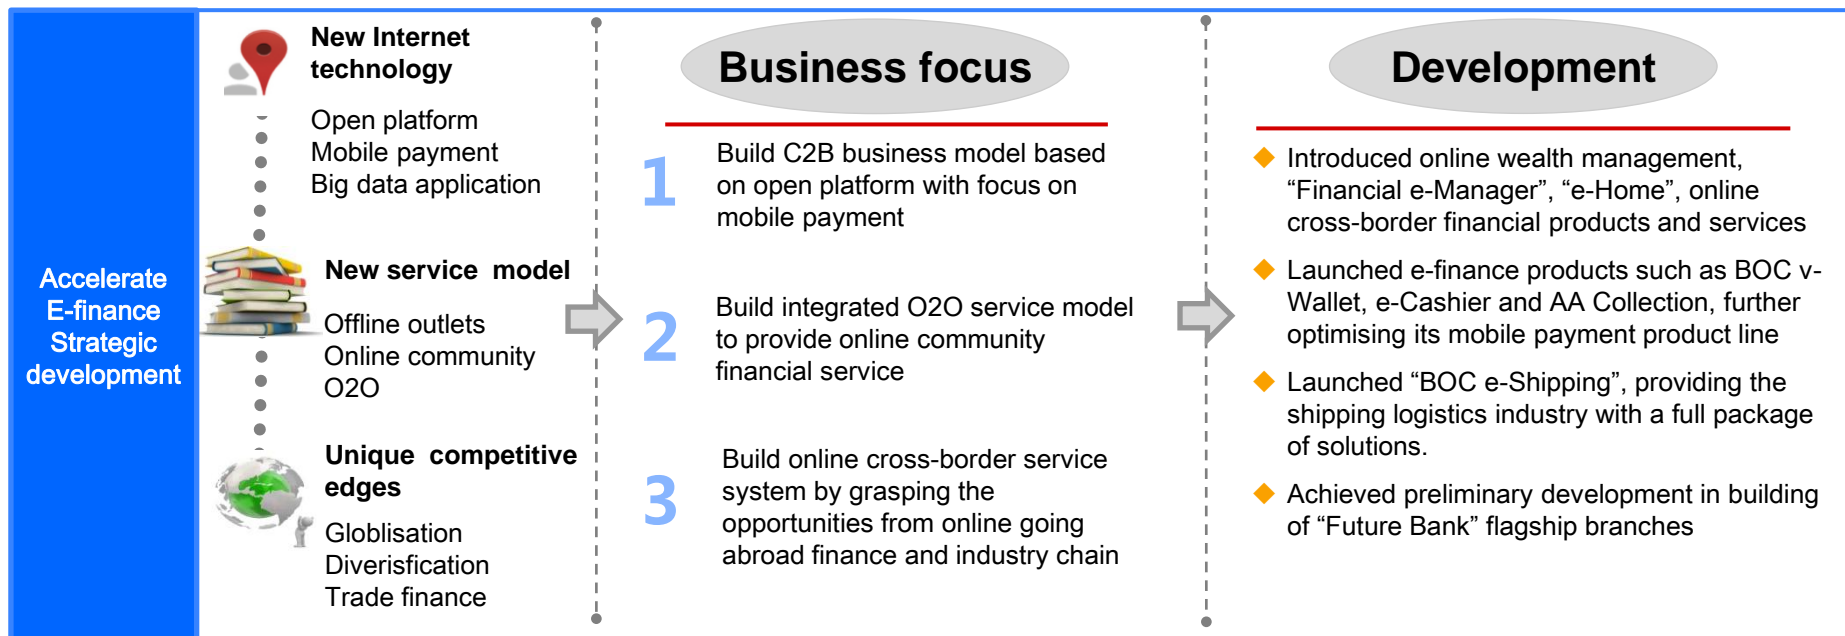 Accelerate
E-finance
Strategic
development
New Internet
technology
Open platform
Mobile payment
Big data application
New service model
Offline outlets
Online community
O2O
Unique competitive
edges
Globlisation
Diverisfication
Trade finance
Business focus
1
Build C2B business model based
on open platform with focus on
mobile payment
2
Build integrated O2O service model
to provide online community
financial service
3
Build online cross-border service
system by grasping the
opportunities from online going
abroad finance and industry chain
Development
Introduced online wealth management,
“Financial e-Manager”, “e-Home”, online
cross-border financial products and services
Launched e-finance products such as BOC v-
Wallet, e-Cashier and AA Collection, further
optimising its mobile payment product line
Launched “BOC e-Shipping”, providing the
shipping logistics industry with a full package
of solutions.
Achieved preliminary development in building
of “Future Bank” flagship branches